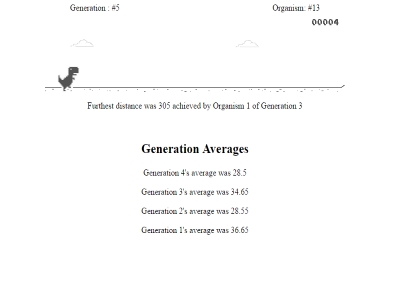 Generation : #5 Organism: #13
00004
Furthest distance was 305 achieved by Organism 1 of Generation 3
Generation Averages
Generation 4's average was 28.5
Generation 3's average was 34.65
Generation 2's average was 28.55
Generation 1's average was 36.65